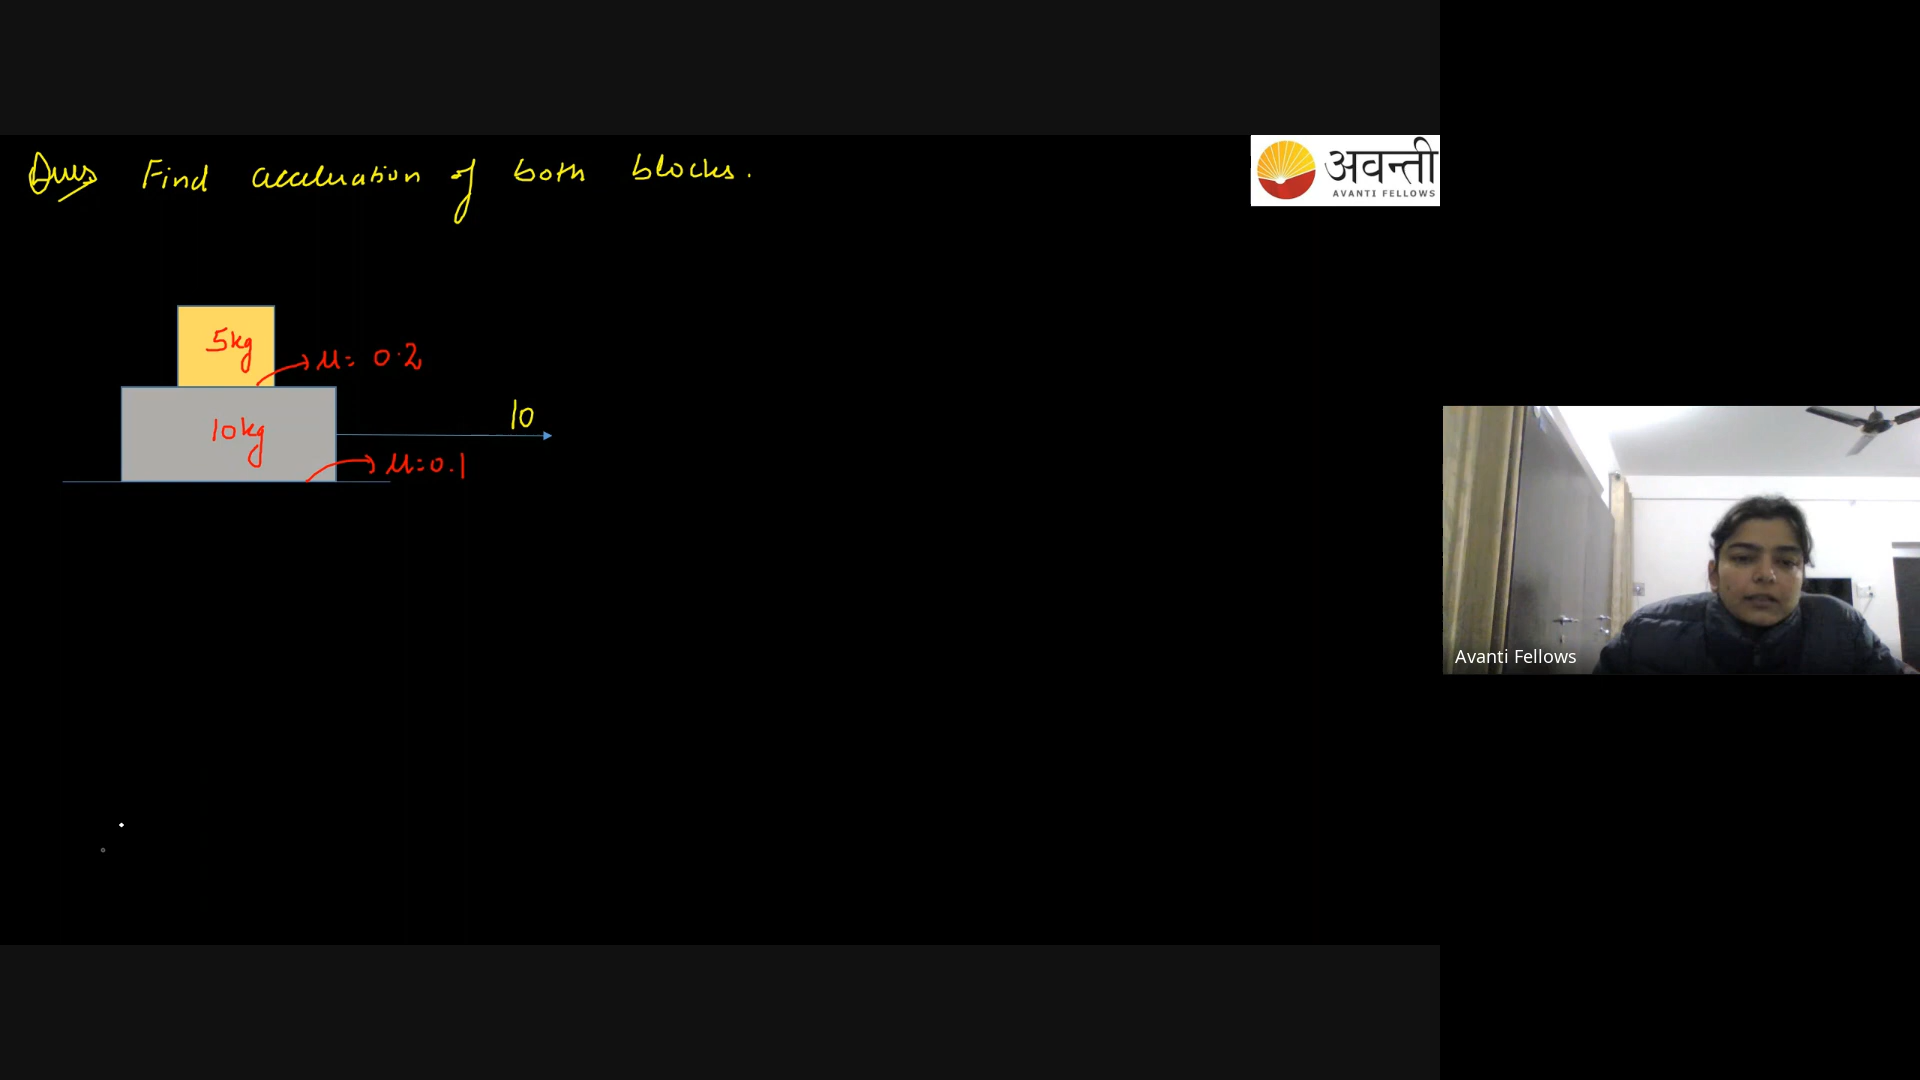 Ques Find acceleration of both blocks.
अवन्ती
AVANTI FELLOWS
5kg
μ= 0.2
10kg
10
μ=0.1
Avanti Fellows